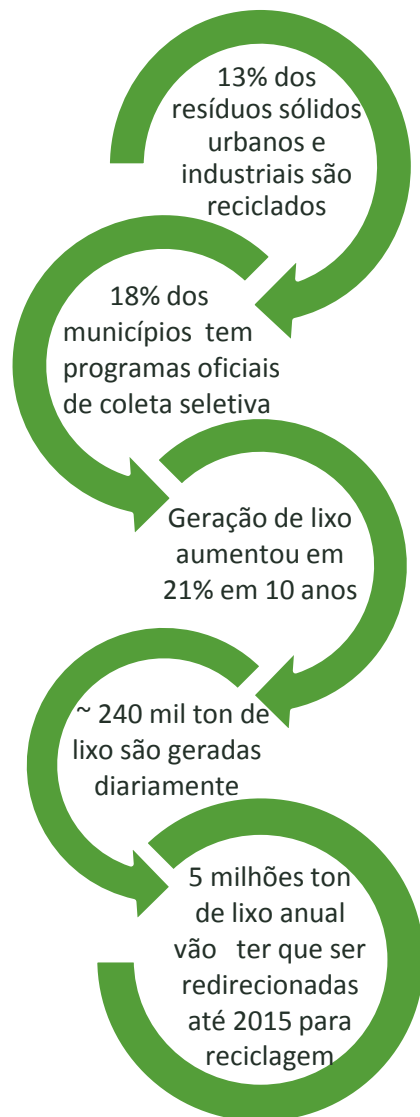 13% dos
resíduos sólidos
urbanos e
industriais são
reciclados
18% dos
municípios tem
programas oficiais
de coleta seletiva
Geração de lixo
aumentou em
21% em 10 anos
~ 240 mil ton de
lixo são geradas
diariamente
5 milhões ton
de lixo anual
vão ter que ser
redirecionadas
até 2015 para
reciclagem